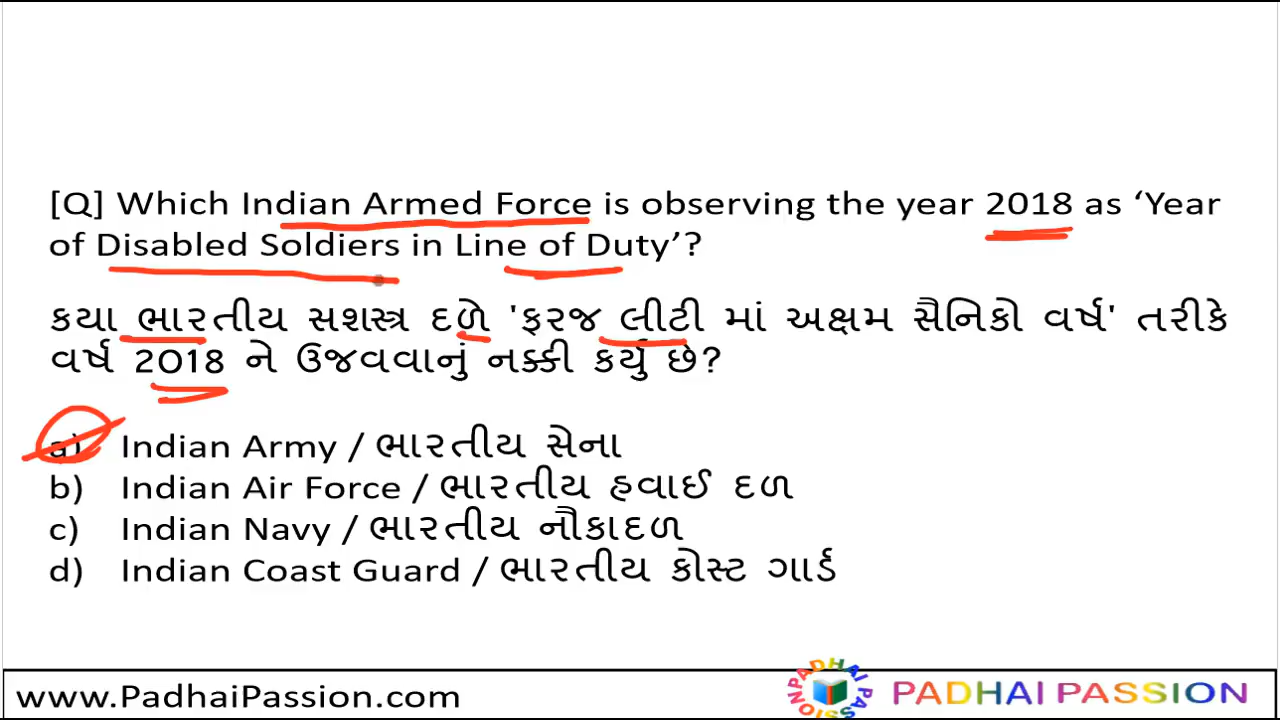 [Q] Which Indian Armed Force is observing the year 2018 as ‘Year
of Disabled Soldiers in Line of Duty’?
કયા ભારતીય સશસ્ત્ર દળે 'ફરજ લીટી માં અક્ષમ સૈનિકો વર્ષ' તરીકે
વર્ષ 2018 ને ઉજવવાનું નક્કી કર્યું છે?
a) Indian Army / ભારતીય સેના
b) Indian Air Force / ભારતીય હવાઈ દળ
c) Indian Navy / ભારતીય નૌકાદળ
d) Indian Coast Guard / ભારતીય કોસ્ટ ગાર્ડ
www.PadhaiPassion.com
PADHAI PASSION
PADHAI PASSION